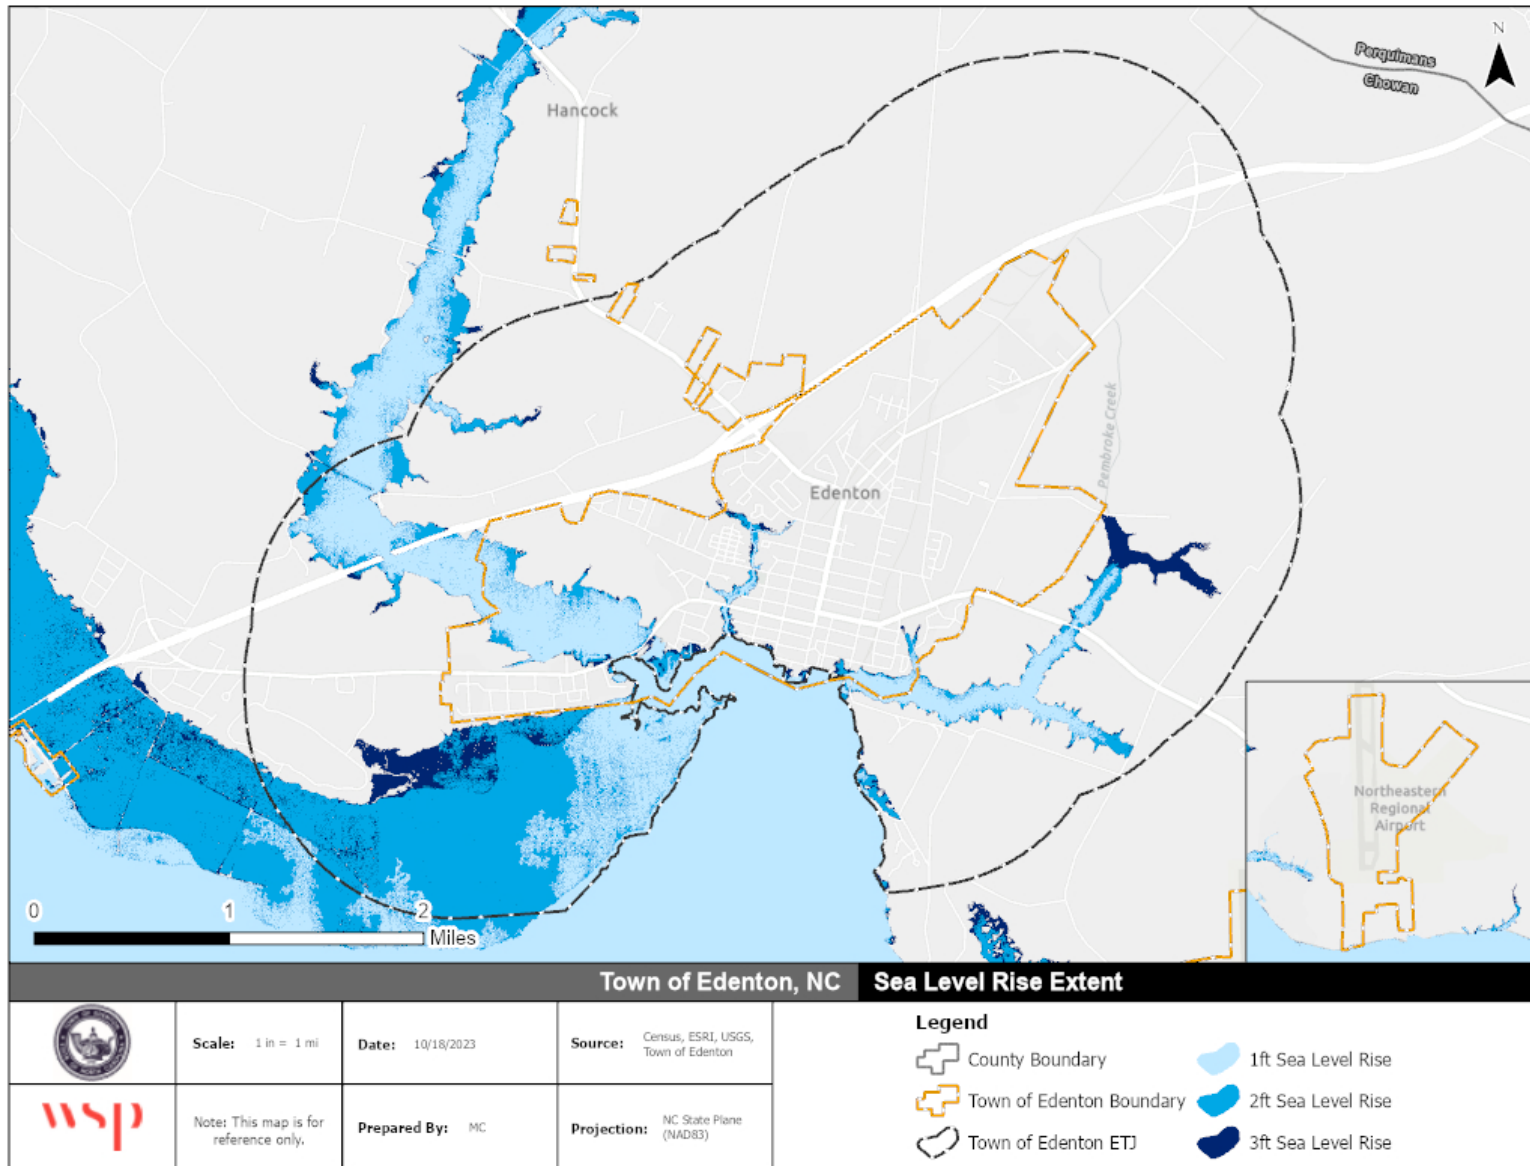 N
Perquimans
Chowan
Hancock
Pembroke Creek
Edenton
Northeastern
Regional
Airport
0 1 2
Miles
Town of Edenton, NC Sea Level Rise Extent
Scale: 1 in = 1 mi
Date: 10/18/2023
Source: Census, ESRI, USGS,
Town of Edenton
wsp
Note: This map is for
reference only.
Prepared By: MC
Projection: NC State Plane
(NAD83)
Legend
County Boundary
Town of Edenton Boundary
Town of Edenton ETJ
1ft Sea Level Rise
2ft Sea Level Rise
3ft Sea Level Rise